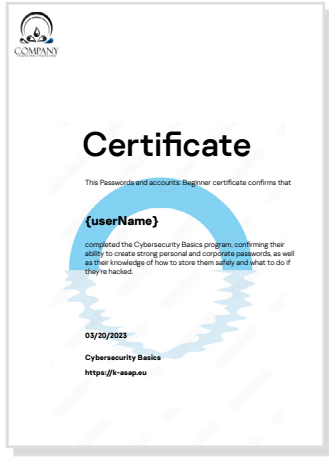 COMPANY
Certificate
This Passwords and accounts: Beginner certificate confirms that
{userName}
completed the Cybersecurity Basics program, confirming their
ability to create strong personal and corporate passwords, as well
as their knowledge of how to store them safely and what to do if
they're hacked.
03/20/2023
Cybersecurity Basics
https://k-asap.eu